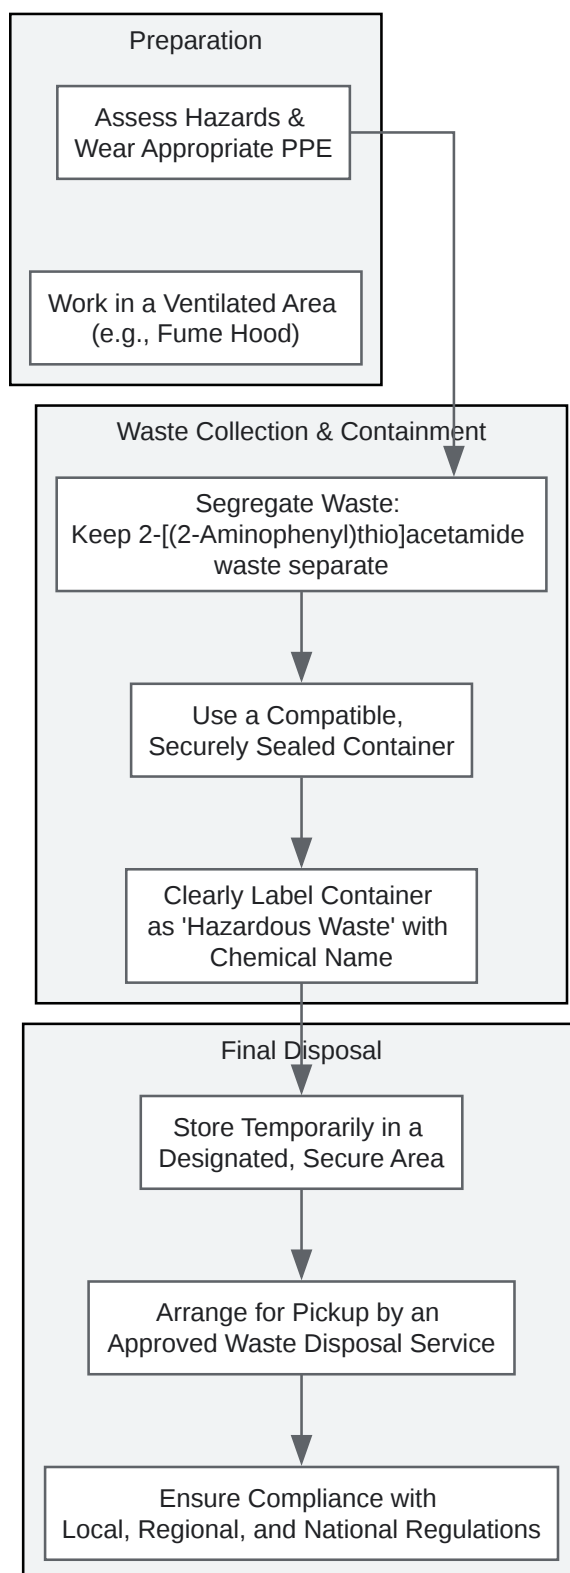 Preparation
Assess Hazards &
Wear Appropriate PPE
Work in a Ventilated Area
(e.g., Fume Hood)
Waste Collection & Containment
Segregate Waste:
Keep 2-[(2-Aminophenyl)thio]acetamide
waste separate
Use a Compatible,
Securely Sealed Container
Clearly Label Container
as 'Hazardous Waste' with
Chemical Name
Final Disposal
Store Temporarily in a
Designated, Secure Area
Arrange for Pickup by an
Approved Waste Disposal Service
Ensure Compliance with
Local, Regional, and National Regulations